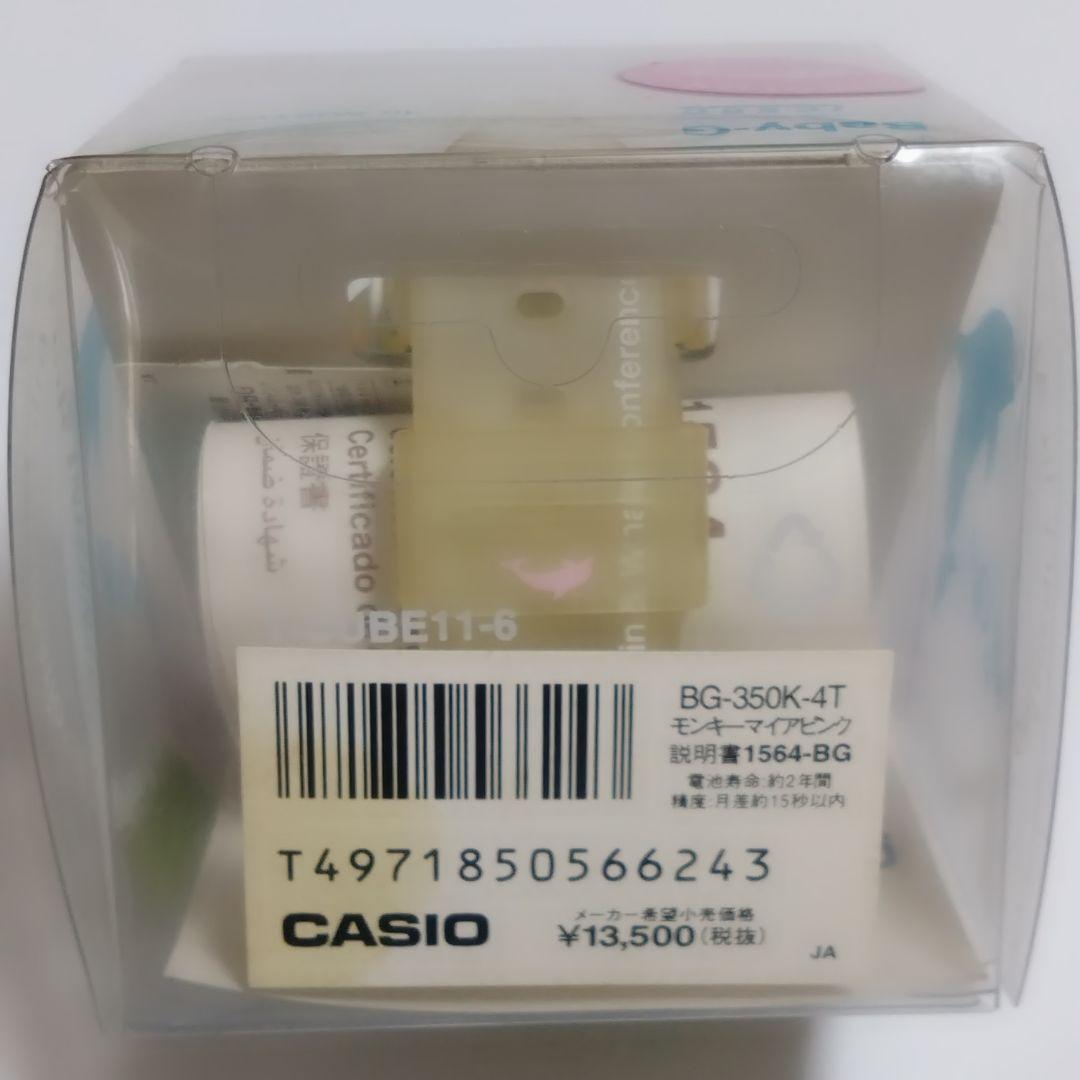 Baby-G
Certificado
保証書
شهادة ضمان
BE11-6
BG-350K-4T
モンキーマイアピンク
説明書1564-BG
電池寿命:約2年間
精度:月差約15秒以内
T4971850566243
CASIO
メーカー希望小売価格
¥13,500(税抜)
JA